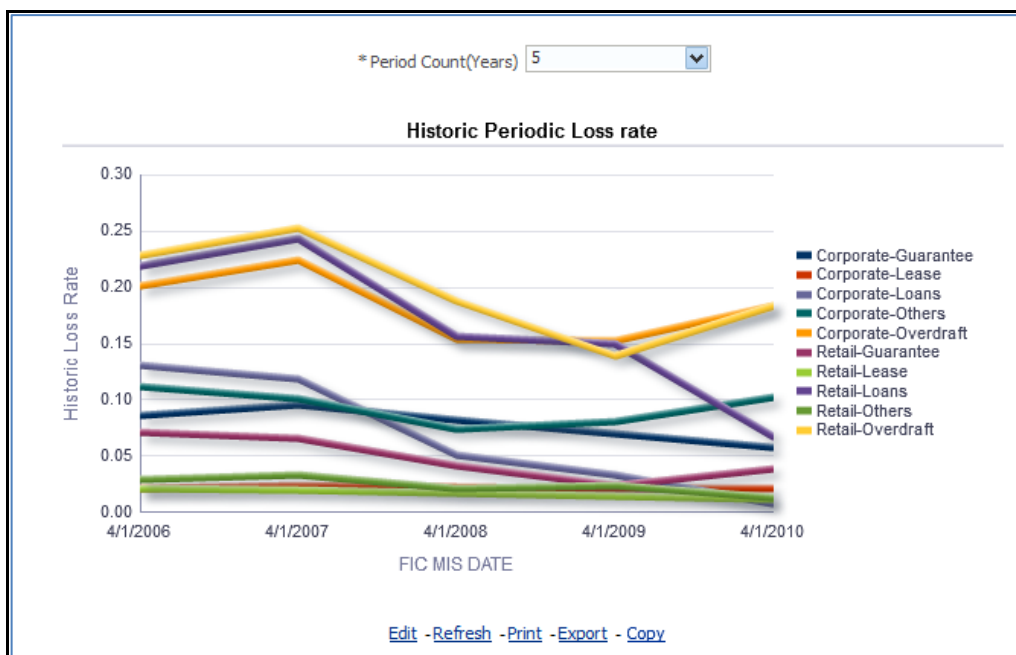 * Period Count(Years) 5
Historic Periodic Loss rate
0.30
0.25
0.20
0.15
0.10
0.05
0.00
Historic Loss Rate
4/1/2006 4/1/2007 4/1/2008 4/1/2009 4/1/2010
FIC MIS DATE
Corporate-Guarantee
Corporate-Lease
Corporate-Loans
Corporate-Others
Corporate-Overdraft
Retail-Guarantee
Retail-Lease
Retail-Loans
Retail-Others
Retail-Overdraft
Edit - Refresh - Print - Export - Copy